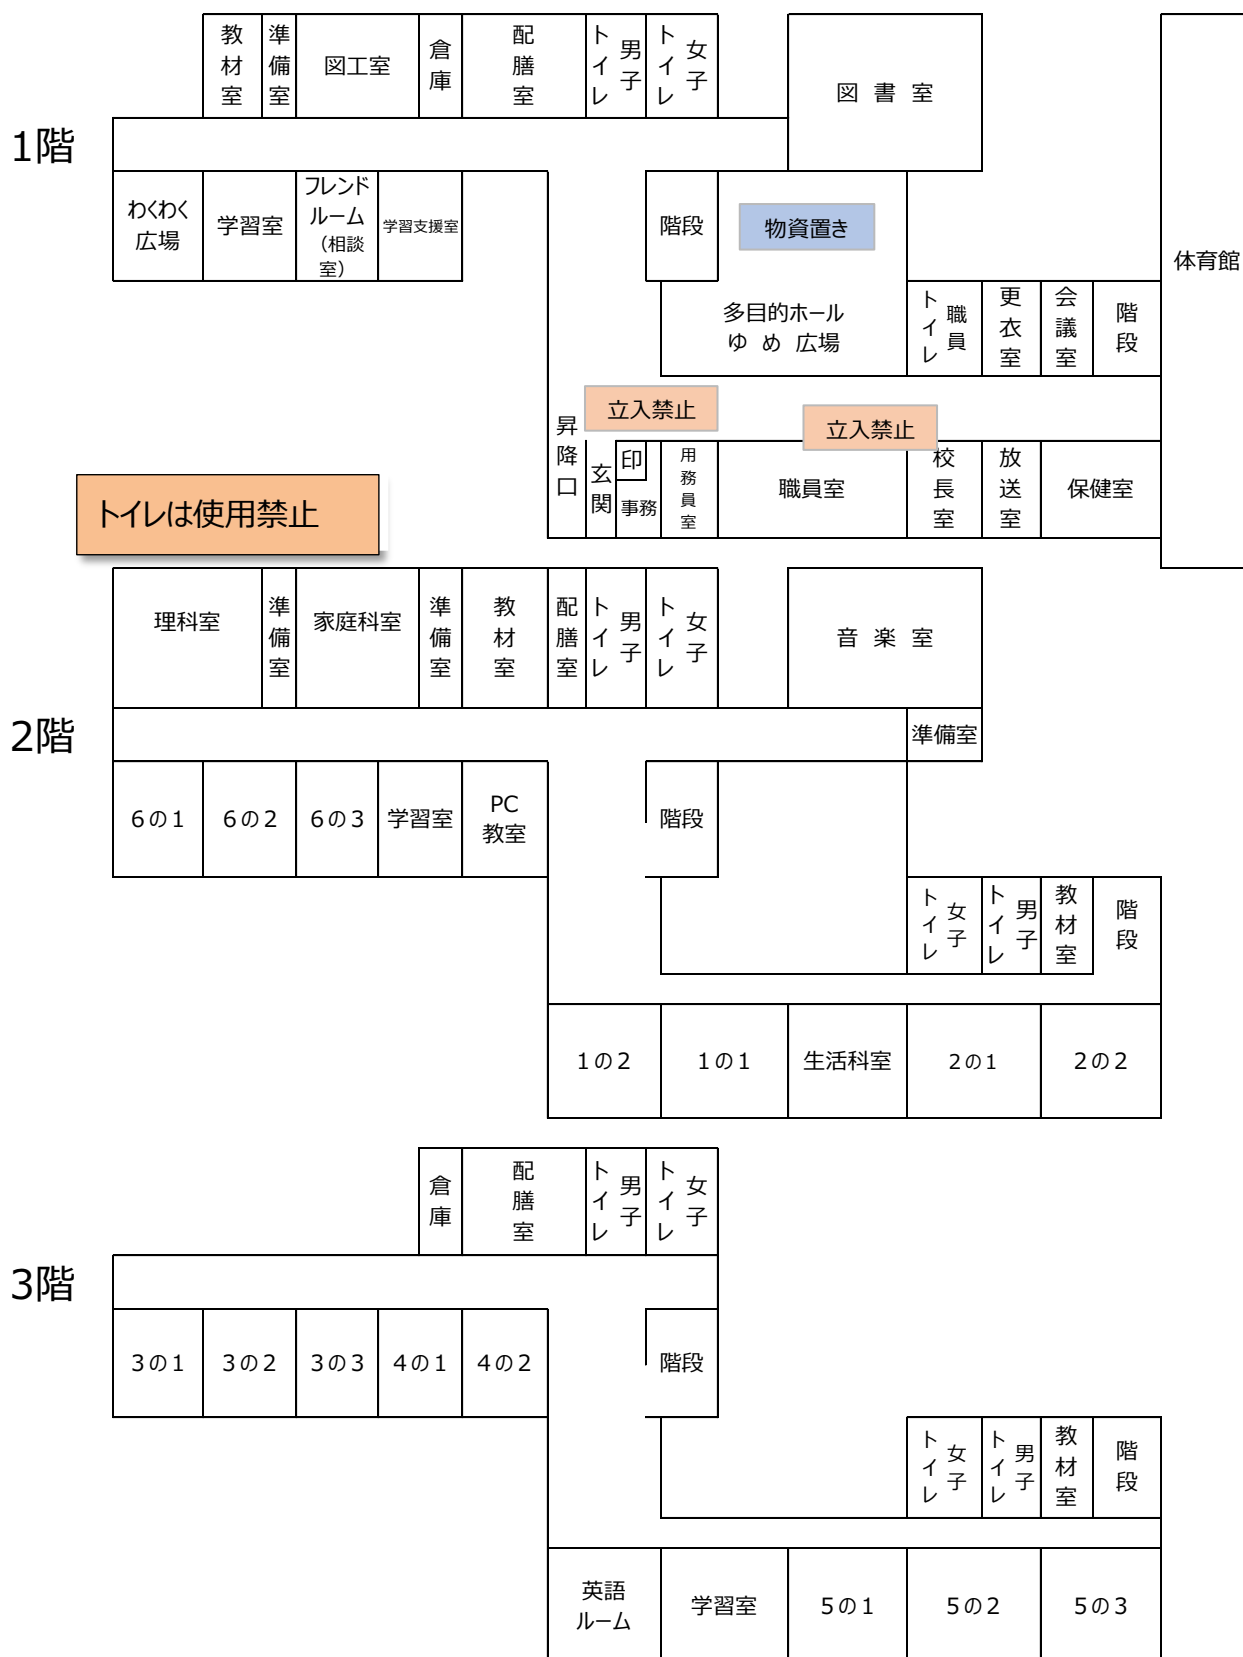 1階
教材室
準備室
図工室
倉庫
配膳室
男子トイレ
女子トイレ
図 書 室
体育館
わくわく
広場
学習室
フレンド
ルーム
(相談
室)
学習支援室
階段
物資置き
多目的ホール
ゆ め 広場
職員トイレ
更衣室
会議室
階段
立入禁止
立入禁止
昇降口
玄関
印
事務
用務員室
職員室
校長室
放送室
保健室
トイレは使用禁止
2階
理科室
準備室
家庭科室
準備室
教材室
配膳室
男子トイレ
女子トイレ
音 楽 室
準備室
6の1
6の2
6の3
学習室
PC
教室
階段
女子トイレ
男子トイレ
教材室
階段
1の2
1の1
生活科室
2の1
2の2
3階
倉庫
配膳室
男子トイレ
女子トイレ
3の1
3の2
3の3
4の1
4の2
階段
女子トイレ
男子トイレ
教材室
階段
英語
ルーム
学習室
5の1
5の2
5の3